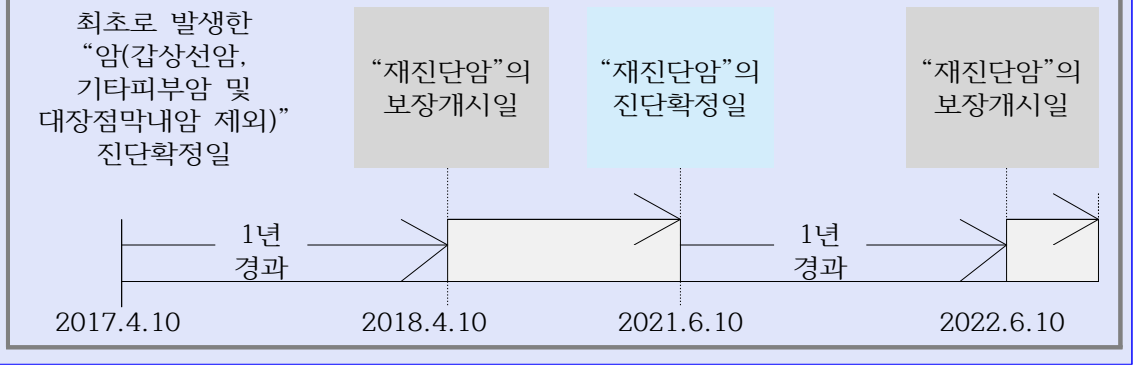 최초로 발생한
“암(갑상선암,
기타피부암 및
대장점막내암 제외)”
진단확정일
“재진단암”의
보장개시일
“재진단암”의
진단확정일
“재진단암”의
보장개시일
1년
경과
1년
경과
2017.4.10
2018.4.10
2021.6.10
2022.6.10